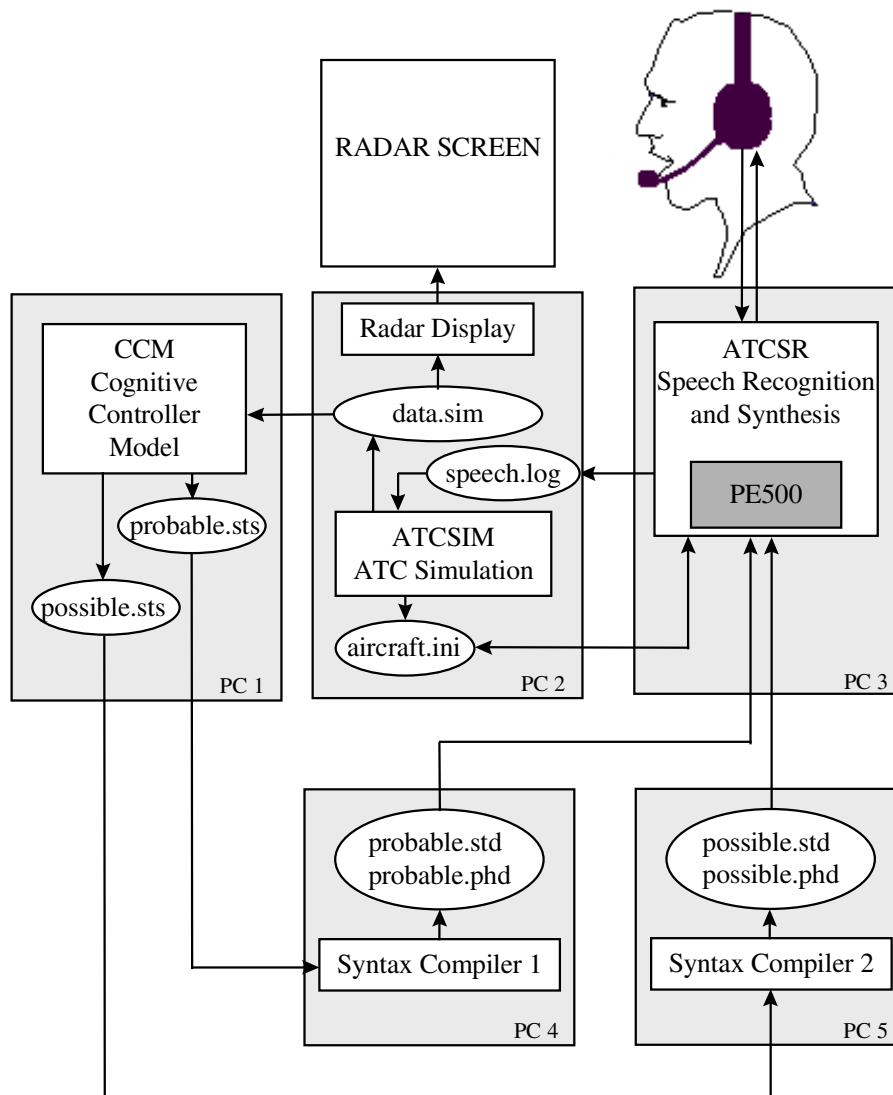 RADAR SCREEN
CCM
Cognitive
Controller
Model
probable.sts
possible.sts
PC 1
Radar Display
data.sim
speech.log
ATCSIM
ATC Simulation
aircraft.ini
PC 2
ATCSR
Speech Recognition
and Synthesis
PE500
PC 3
probable.std
probable.phd
Syntax Compiler 1
PC 4
possible.std
possible.phd
Syntax Compiler 2
PC 5